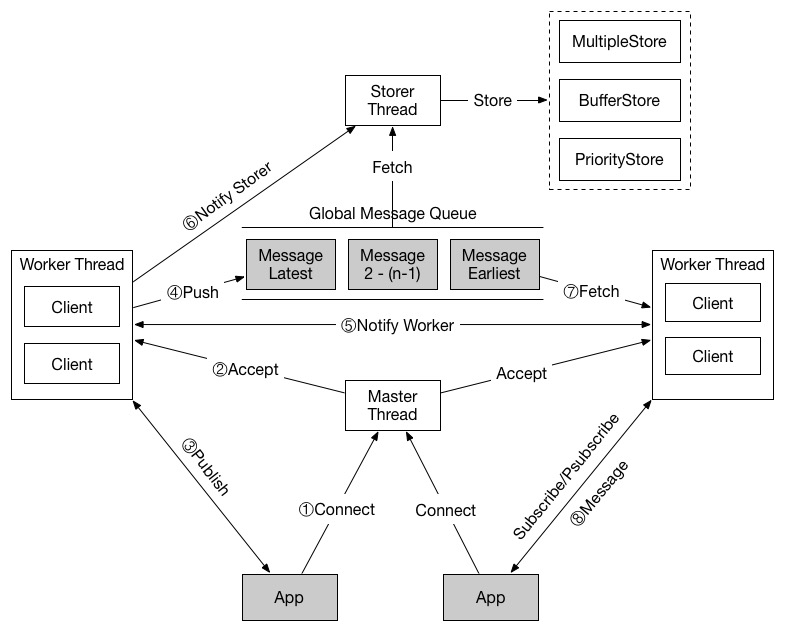 MultipleStore
Storer
Thread
Store
BufferStore
PriorityStore
Fetch
⑥Notify Storer
Global Message Queue
Worker Thread
Client
Client
Message
Latest
Message
2 - (n-1)
Message
Earliest
Worker Thread
Client
Client
④Push
⑦Fetch
⑤Notify Worker
②Accept
Accept
Master
Thread
③Publish
①Connect
Connect
Subscribe/Psubscribe
⑧Message
App
App